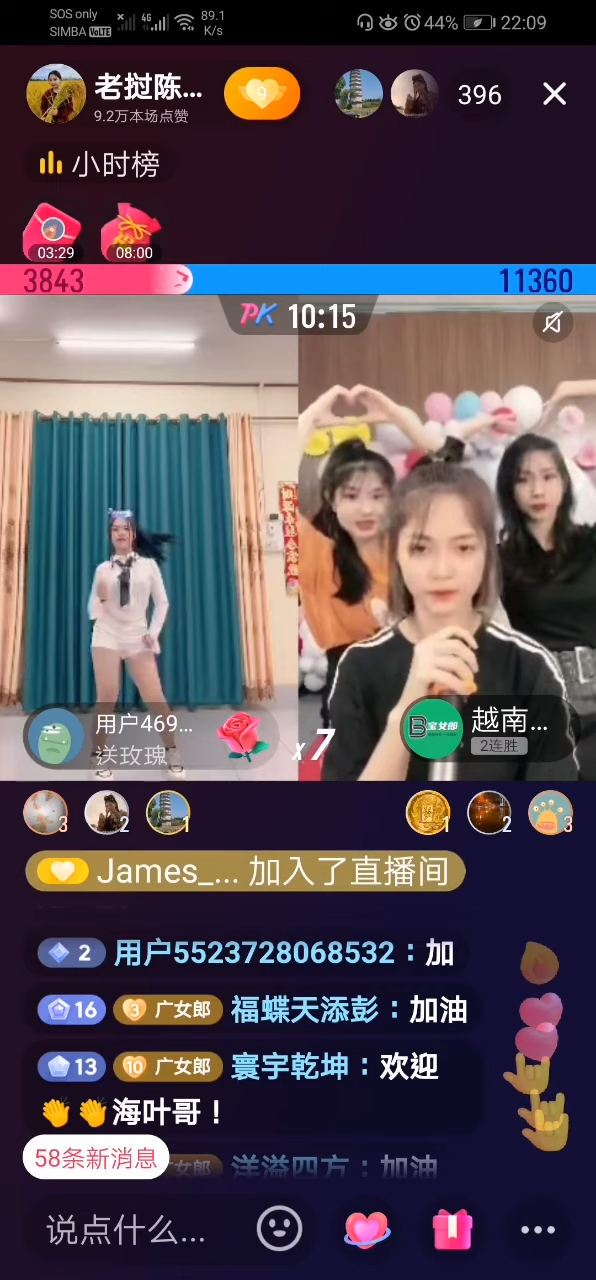 SOS only
SIMBA VoLTE
4G
89.1
K/s
44%
22:09
老挝陈...
9.2万本场点赞
9
396
小时榜
03:29
08:00
3843
11360
PK 10:15
用户469...
送玫瑰
x7
宝女郎
越南...
2连胜
3
2
1
1
2
3
James_... 加入了直播间
2 用户5523728068532：加
16 3 广女郎 福蝶天添彭：加油
13 10 广女郎 寰宇乾坤：欢迎
海叶哥！
58条新消息
女郎 洋溢四方：加油
说点什么...